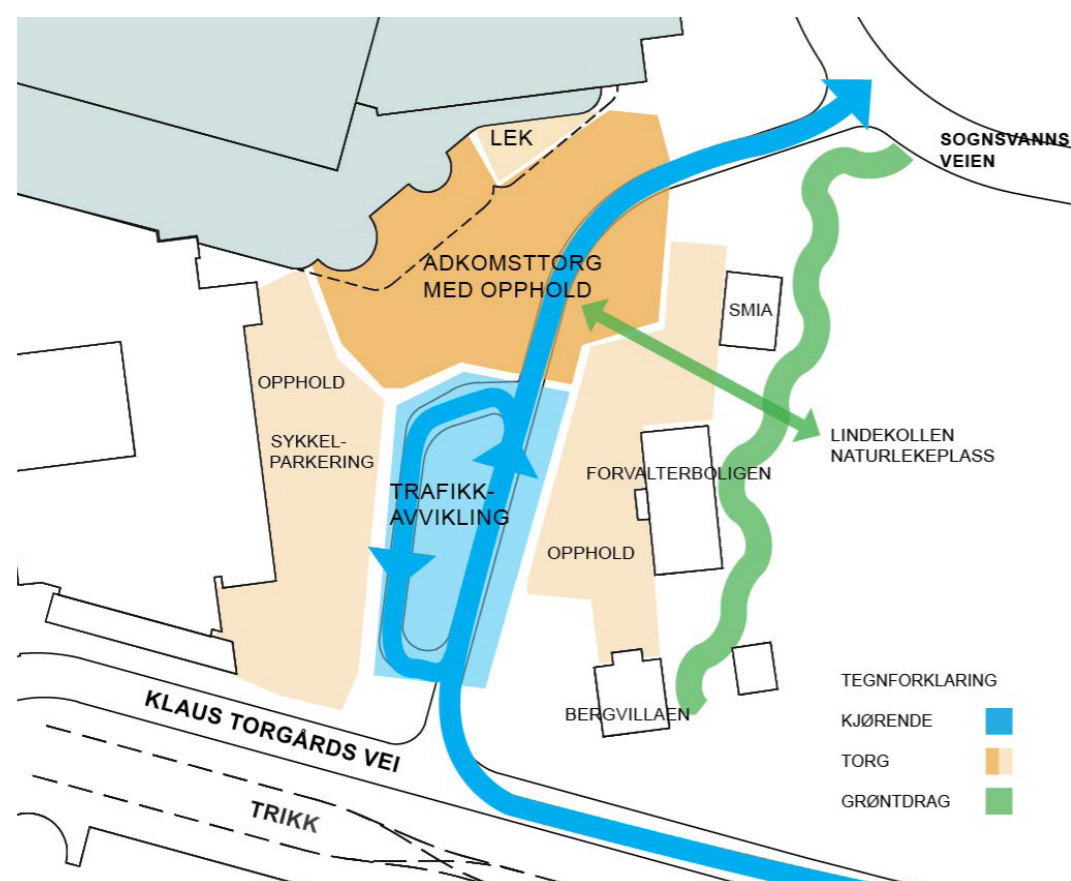 LEK
SOGNSVANNS
VEIEN
ADKOMSTTORG
MED OPPHOLD
SMIA
OPPHOLD
SYKKEL-
PARKERING
LINDEKOLLEN
NATURLEKEPLASS
FORVALTERBOLIGEN
TRAFIKK-
AVVIKLING
OPPHOLD
TEGNFORKLARING
KLAUS TORGÅRDS VEI
BERGVILLAEN
KJØRENDE
TORG
GRØNTDRAG
TRIKK